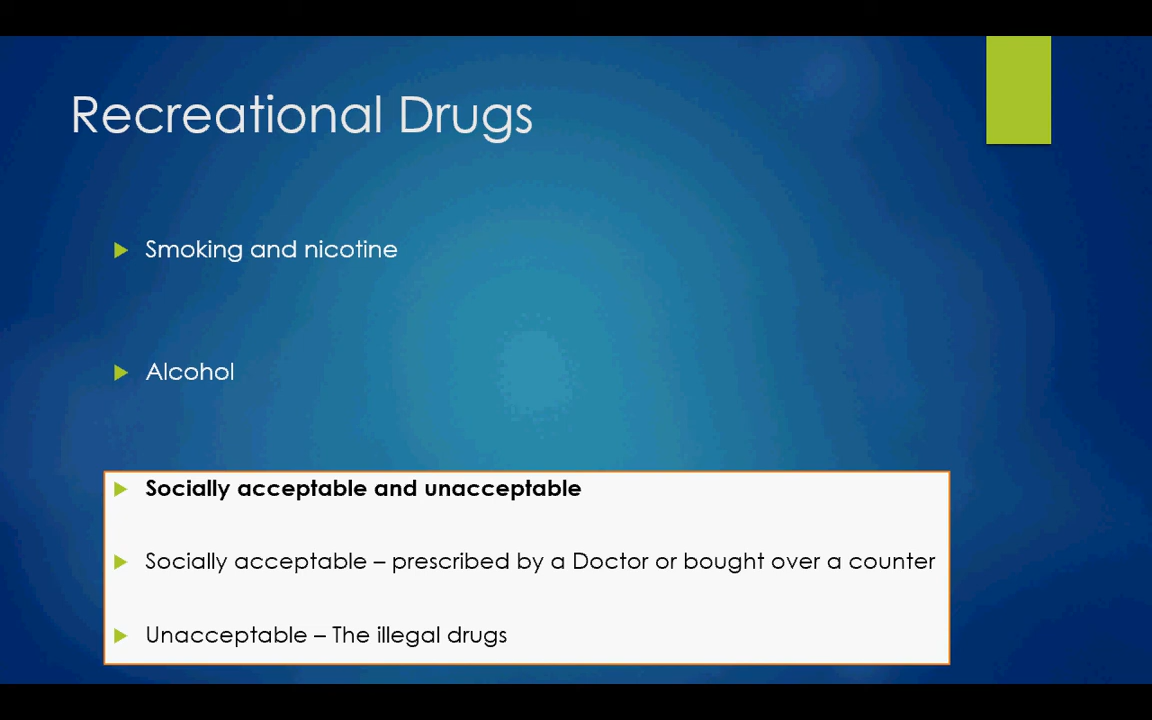 Recreational Drugs
Smoking and nicotine
Alcohol
Socially acceptable and unacceptable
Socially acceptable – prescribed by a Doctor or bought over a counter
Unacceptable – The illegal drugs